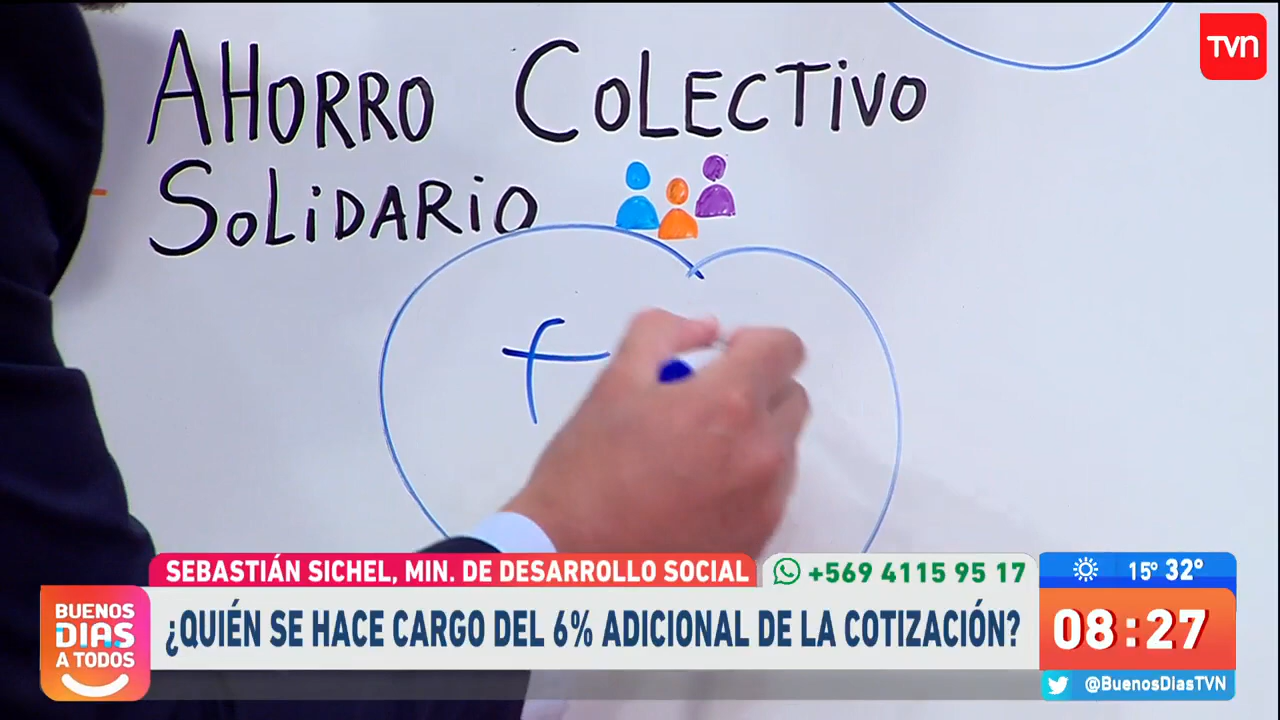 TVN
AHORRO COLECTIVO
SOLIDARIO
SEBASTIÁN SICHEL, MIN. DE DESARROLLO SOCIAL
+569 4115 95 17
15° 32°
BUENOS
DÍAS
A TODOS
¿QUIÉN SE HACE CARGO DEL 6% ADICIONAL DE LA COTIZACIÓN?
08:27
@BuenosDiasTVN